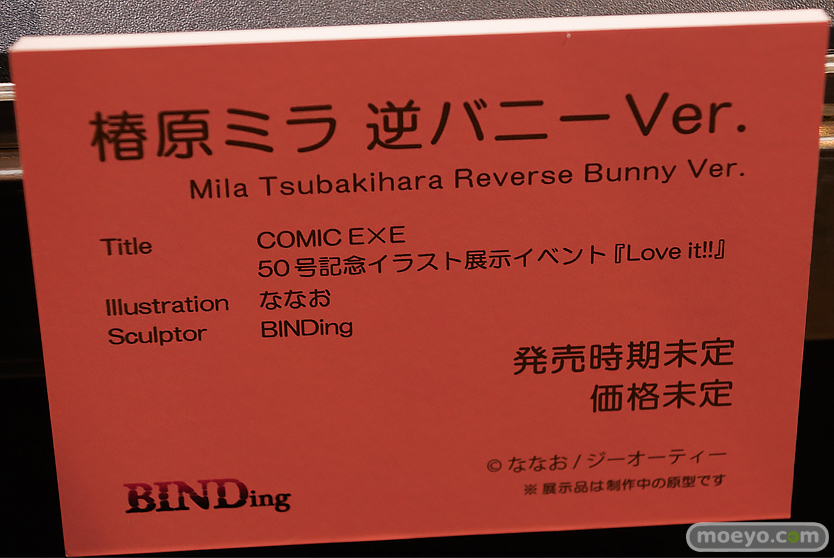 椿原ミラ 逆バニーVer.
Mila Tsubakihara Reverse Bunny Ver.
Title COMIC E×E
50号記念イラスト展示イベント『Love it!!』
Illustration ななお
Sculptor BINDing
発売時期未定
価格未定
©ななお/ジーオーティー
※展示品は制作中の原型です
BINDing
moeyo.com